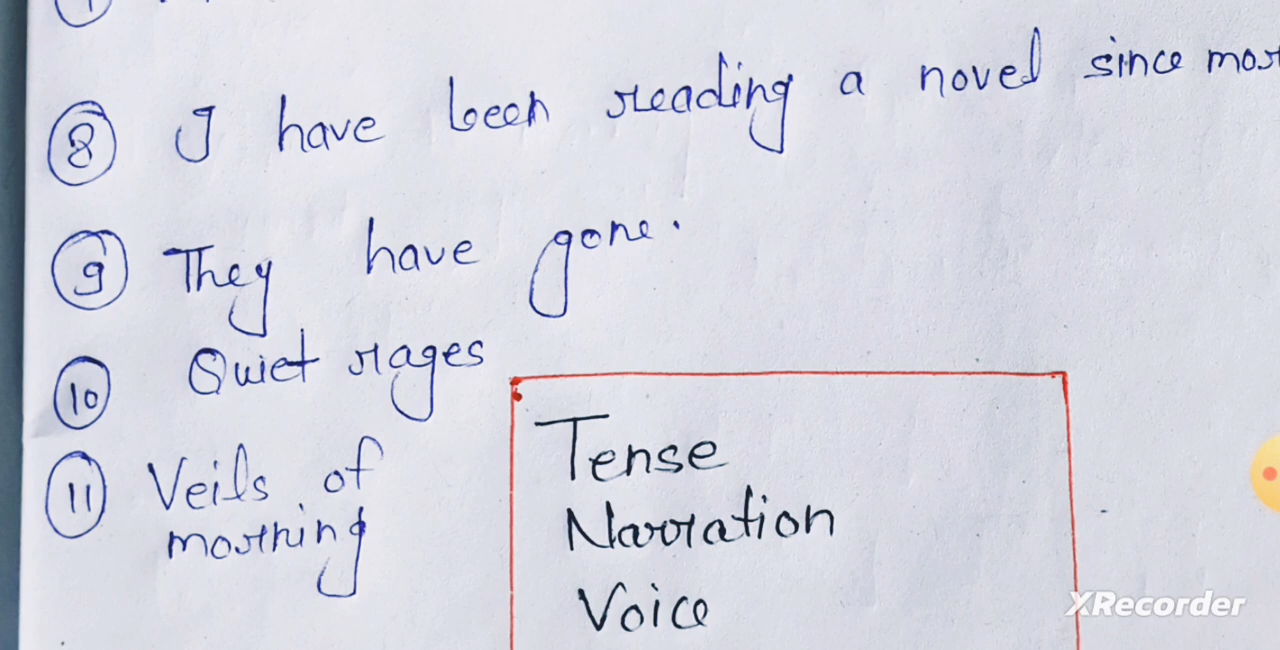 8 I have been reading a novel since
9 They have gone.
10 Quiet rages
11 Veils of
morning
Tense
Narration
Voice
XRecorder